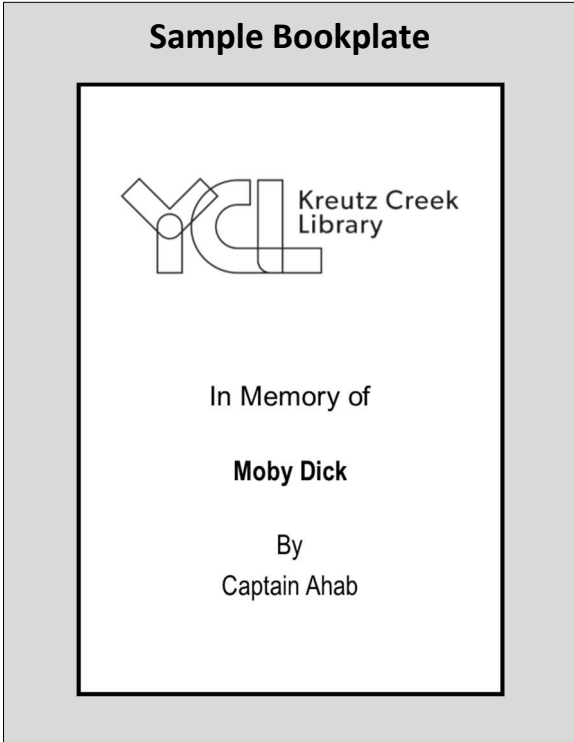 Sample Bookplate
YCL
Kreutz Creek
Library
In Memory of
Moby Dick
By
Captain Ahab